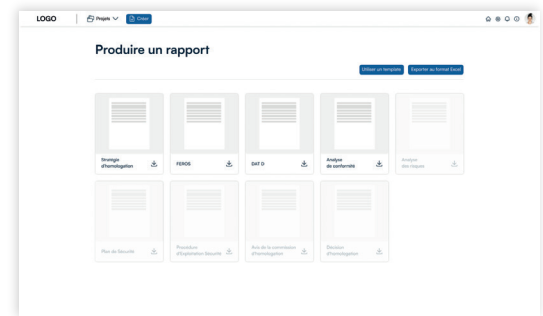 LOGO
Projets
Créer
Produire un rapport
Utiliser un template
Exporter au format Excel
Stratégie
d'homologation
FEROS
DAT D
Analyse
de conformité
Analyse
des risques
Plan de Sécurité
Procédure
d'Exploitation Sécurité
Avis de la commission
d'homologation
Décision
d'homologation